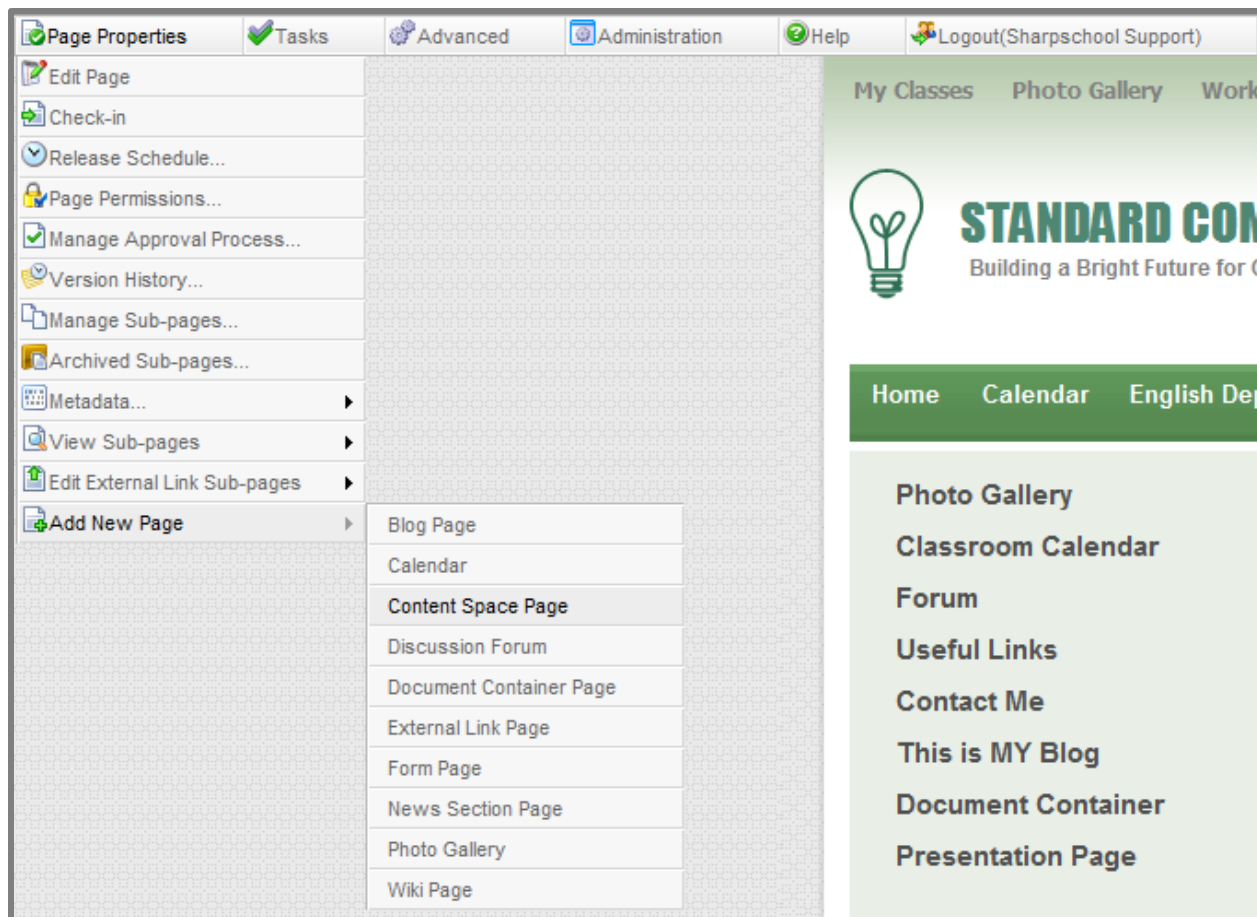 Page Properties Tasks Advanced Administration Help Logout(Sharpschool Support)
Edit Page
Check-in
Release Schedule...
Page Permissions...
Manage Approval Process...
Version History...
Manage Sub-pages...
Archived Sub-pages...
Metadata...
View Sub-pages
Edit External Link Sub-pages
Add New Page
Blog Page
Calendar
Content Space Page
Discussion Forum
Document Container Page
External Link Page
Form Page
News Section Page
Photo Gallery
Wiki Page
My Classes Photo Gallery Work
STANDARD CON
Building a Bright Future for
Home Calendar English Dep
Photo Gallery
Classroom Calendar
Forum
Useful Links
Contact Me
This is MY Blog
Document Container
Presentation Page